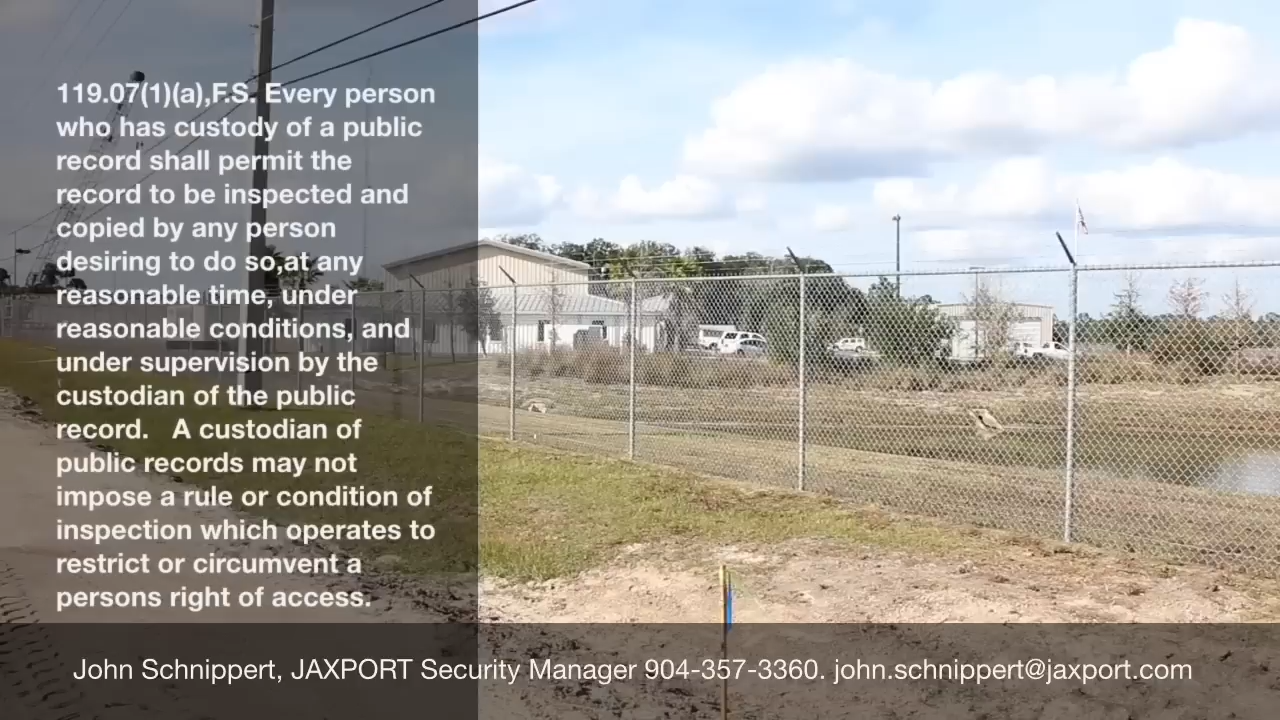 119.07(1)(a),F.S. Every person
who has custody of a public
record shall permit the
record to be inspected and
copied by any person
desiring to do so,at any
reasonable time, under
reasonable conditions, and
under supervision by the
custodian of the public
record.   A custodian of
public records may not
impose a rule or condition of
inspection which operates to
restrict or circumvent a
persons right of access.
John Schnippert, JAXPORT Security Manager 904-357-3360. john.schnippert@jaxport.com